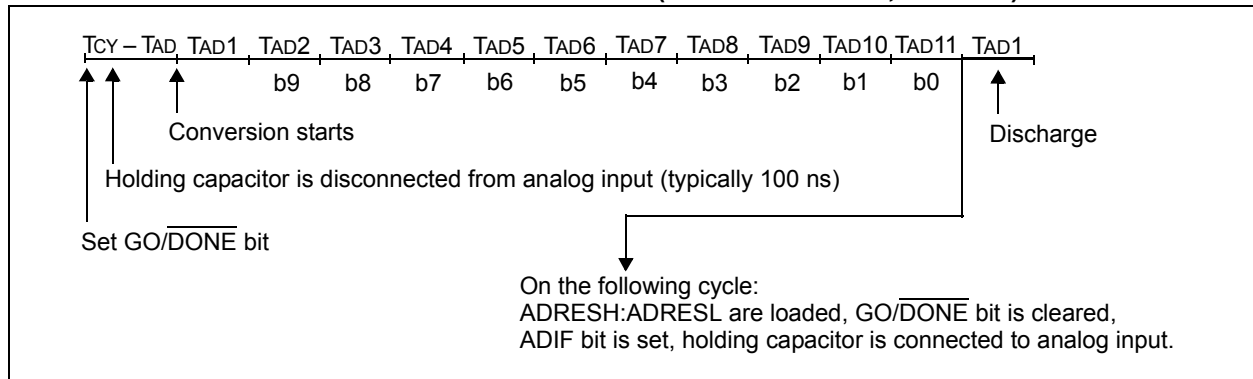 TCY – TAD TAD1 TAD2 TAD3 TAD4 TAD5 TAD6 TAD7 TAD8 TAD9 TAD10 TAD11 TAD1
b9 b8 b7 b6 b5 b4 b3 b2 b1 b0
Conversion starts
Discharge
Holding capacitor is disconnected from analog input (typically 100 ns)
Set GO/DONE bit
On the following cycle:
ADRESH:ADRESL are loaded, GO/DONE bit is cleared,
ADIF bit is set, holding capacitor is connected to analog input.